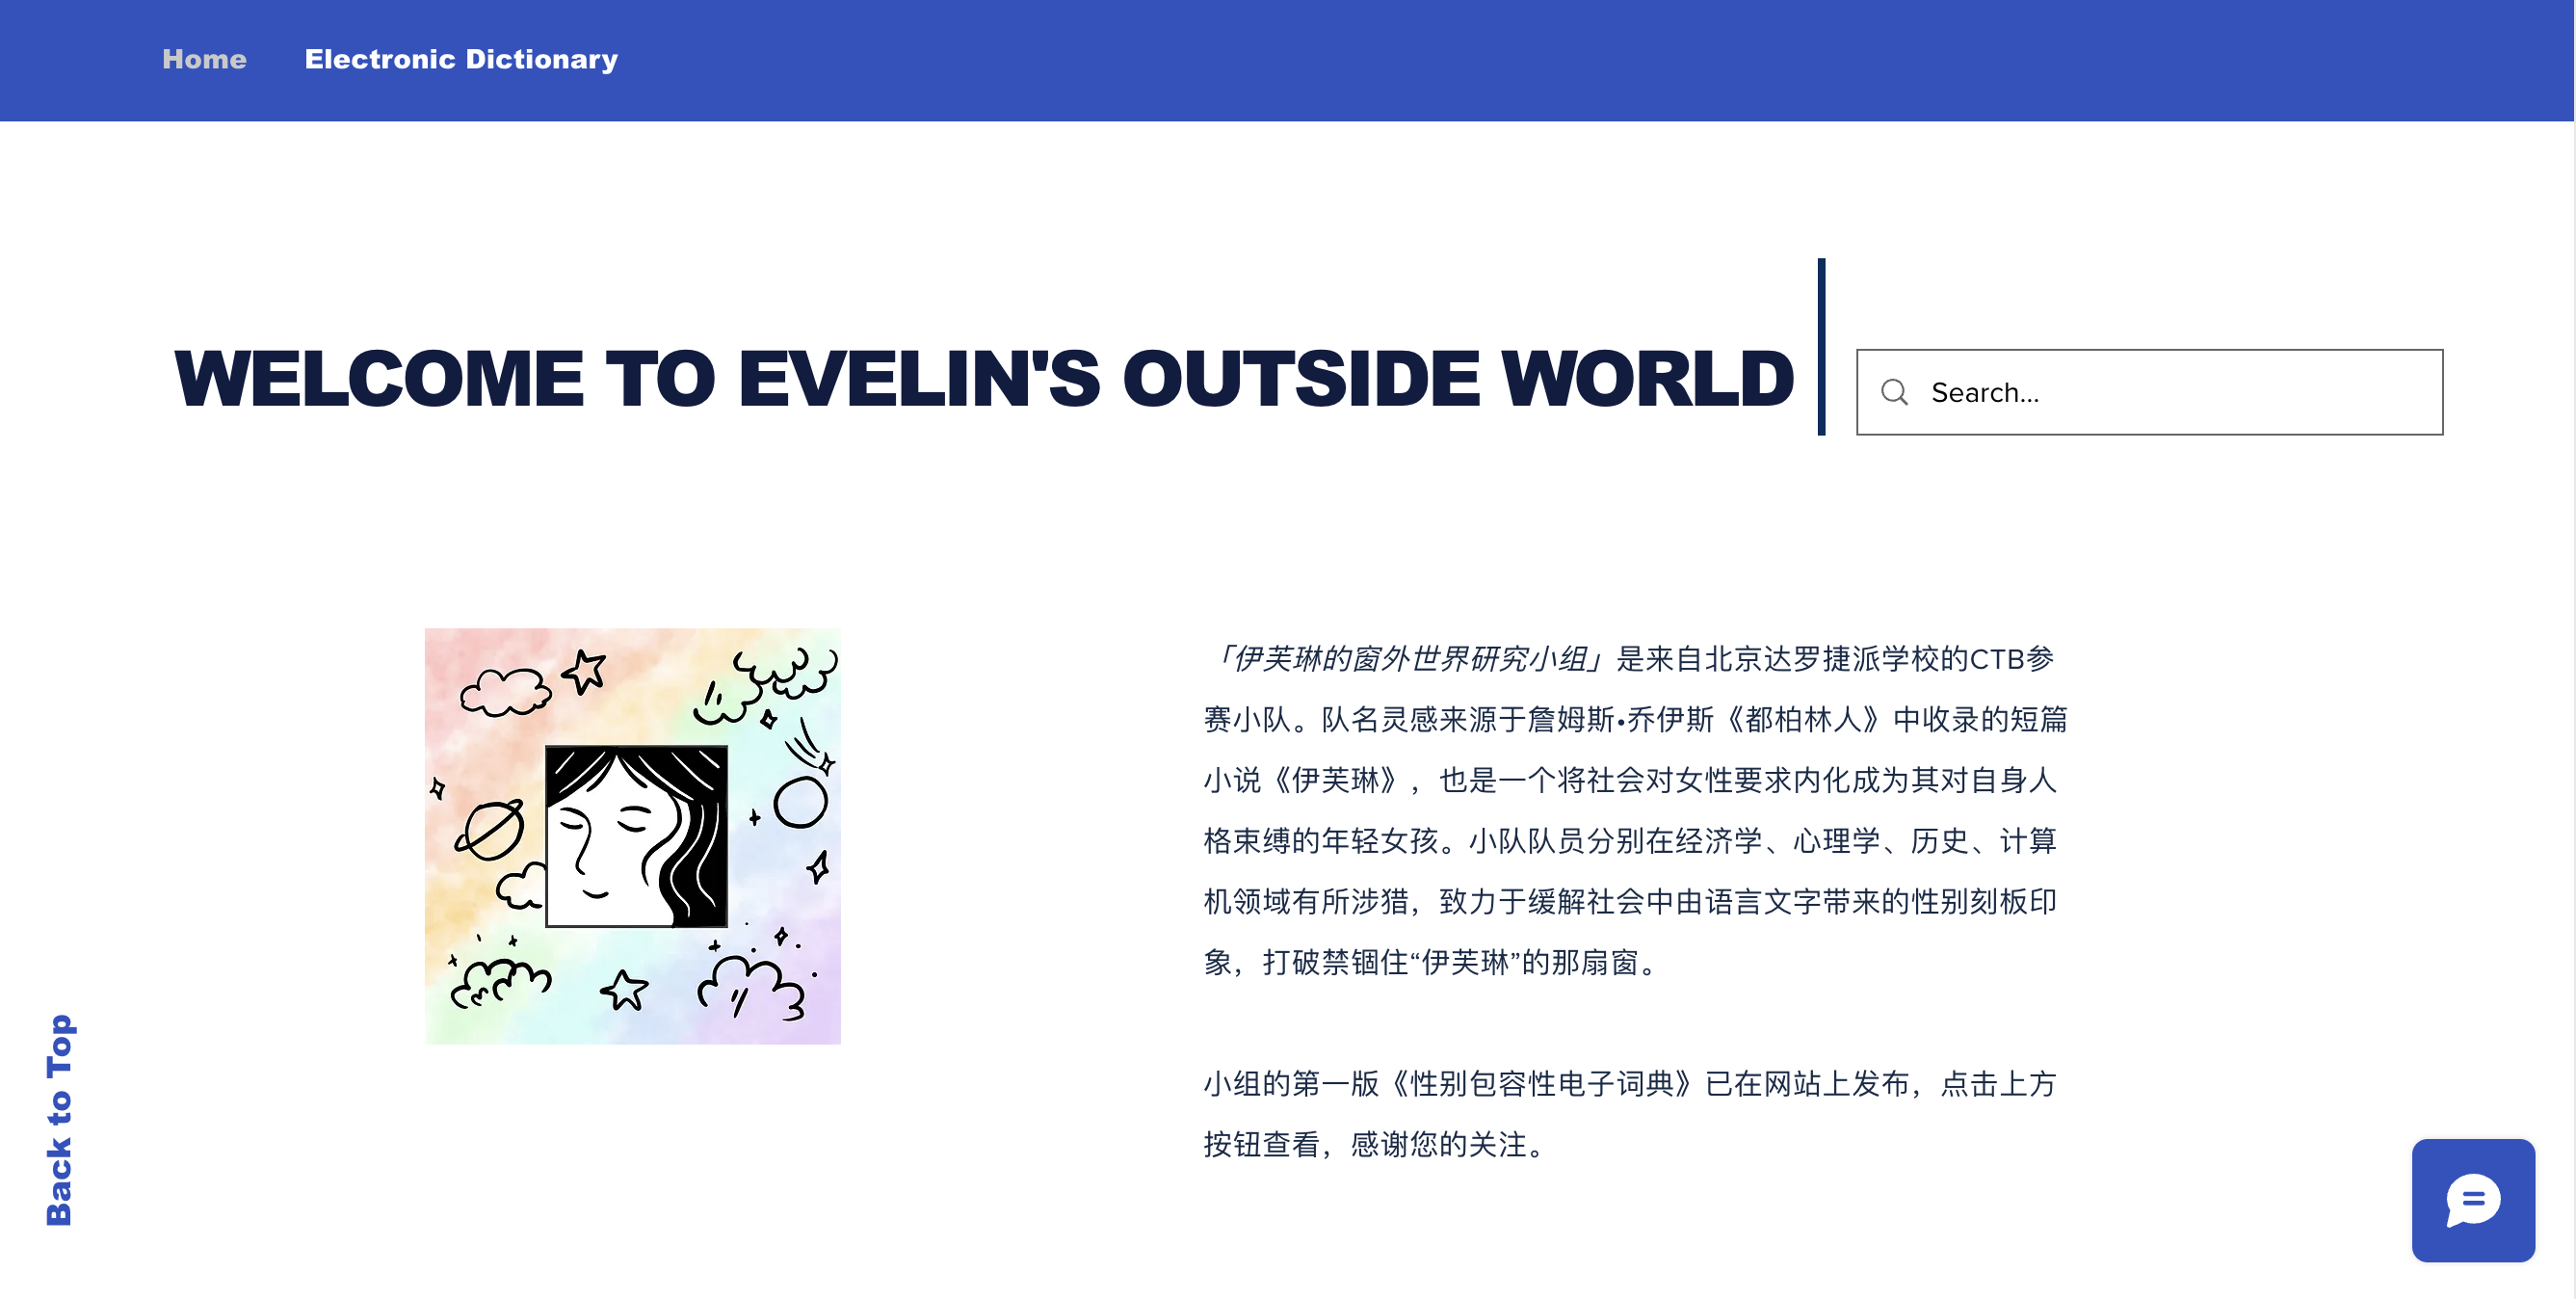 Home
Electronic Dictionary
WELCOME TO EVELIN'S OUTSIDE WORLD
Search...
「伊芙琳的窗外世界研究小组」是来自北京达罗捷派学校的CTB参
赛小队。队名灵感来源于詹姆斯•乔伊斯《都柏林人》中收录的短篇
小说《伊芙琳》，也是一个将社会对女性要求内化成为其对自身人
格束缚的年轻女孩。小队队员分别在经济学、心理学、历史、计算
机领域有所涉猎，致力于缓解社会中由语言文字带来的性别刻板印
象，打破禁锢住“伊芙琳”的那扇窗。
小组的第一版《性别包容性电子词典》已在网站上发布，点击上方
按钮查看，感谢您的关注。
Back to Top